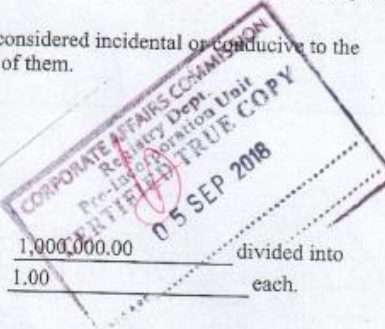 considered incidental or conducive to the
of them.
CORPORATE AFFAIRS COMMISSION
Registry Dept.
Pre-Incorporation Unit
CERTIFIED TRUE COPY
05 SEP 2018
1,000,000.00 divided into
1.00 each.